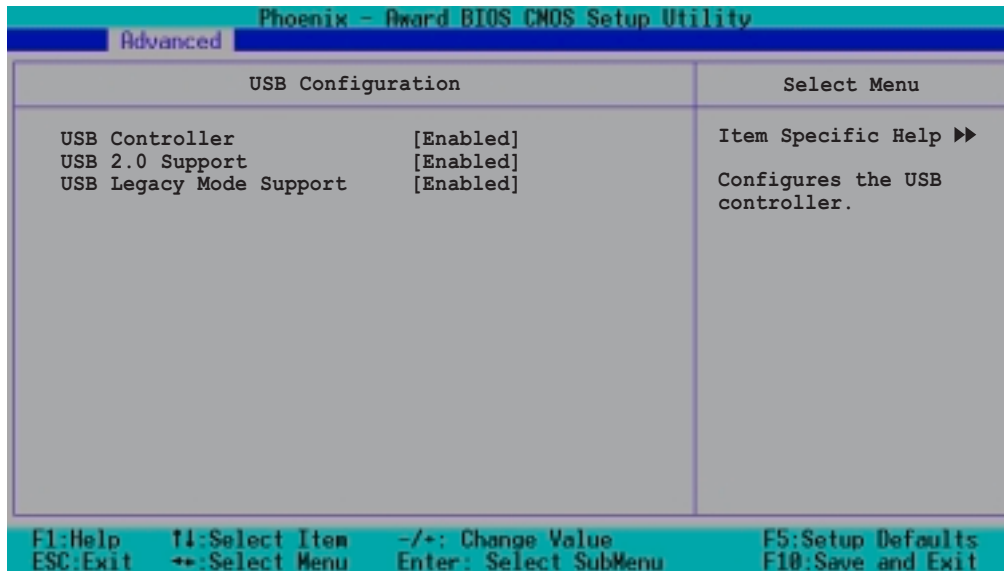 Phoenix - Award BIOS CMOS Setup Utility
Advanced
USB Configuration
Select Menu
USB Controller [Enabled]
USB 2.0 Support [Enabled]
USB Legacy Mode Support [Enabled]
Item Specific Help ▶▶
Configures the USB
controller.
F1:Help ↑↓:Select Item -/+: Change Value F5:Setup Defaults
ESC:Exit →←:Select Menu Enter: Select SubMenu F10:Save and Exit